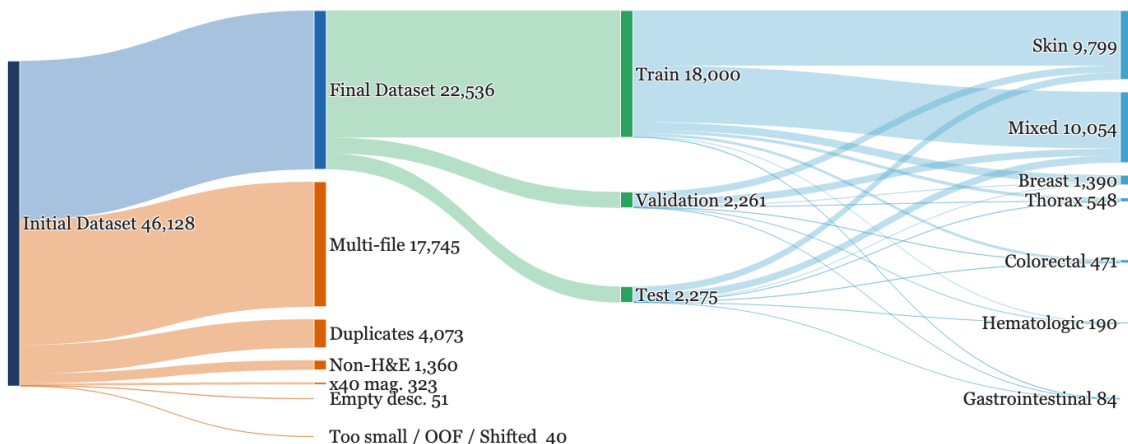 Initial Dataset 46,128
Final Dataset 22,536
Multi-file 17,745
Duplicates 4,073
Non-H&E 1,360
x40 mag. 323
Empty desc. 51
Too small / OOF / Shifted 40
Train 18,000
Validation 2,261
Test 2,275
Skin 9,799
Mixed 10,054
Breast 1,390
Thorax 548
Colorectal 471
Hematologic 190
Gastrointestinal 84